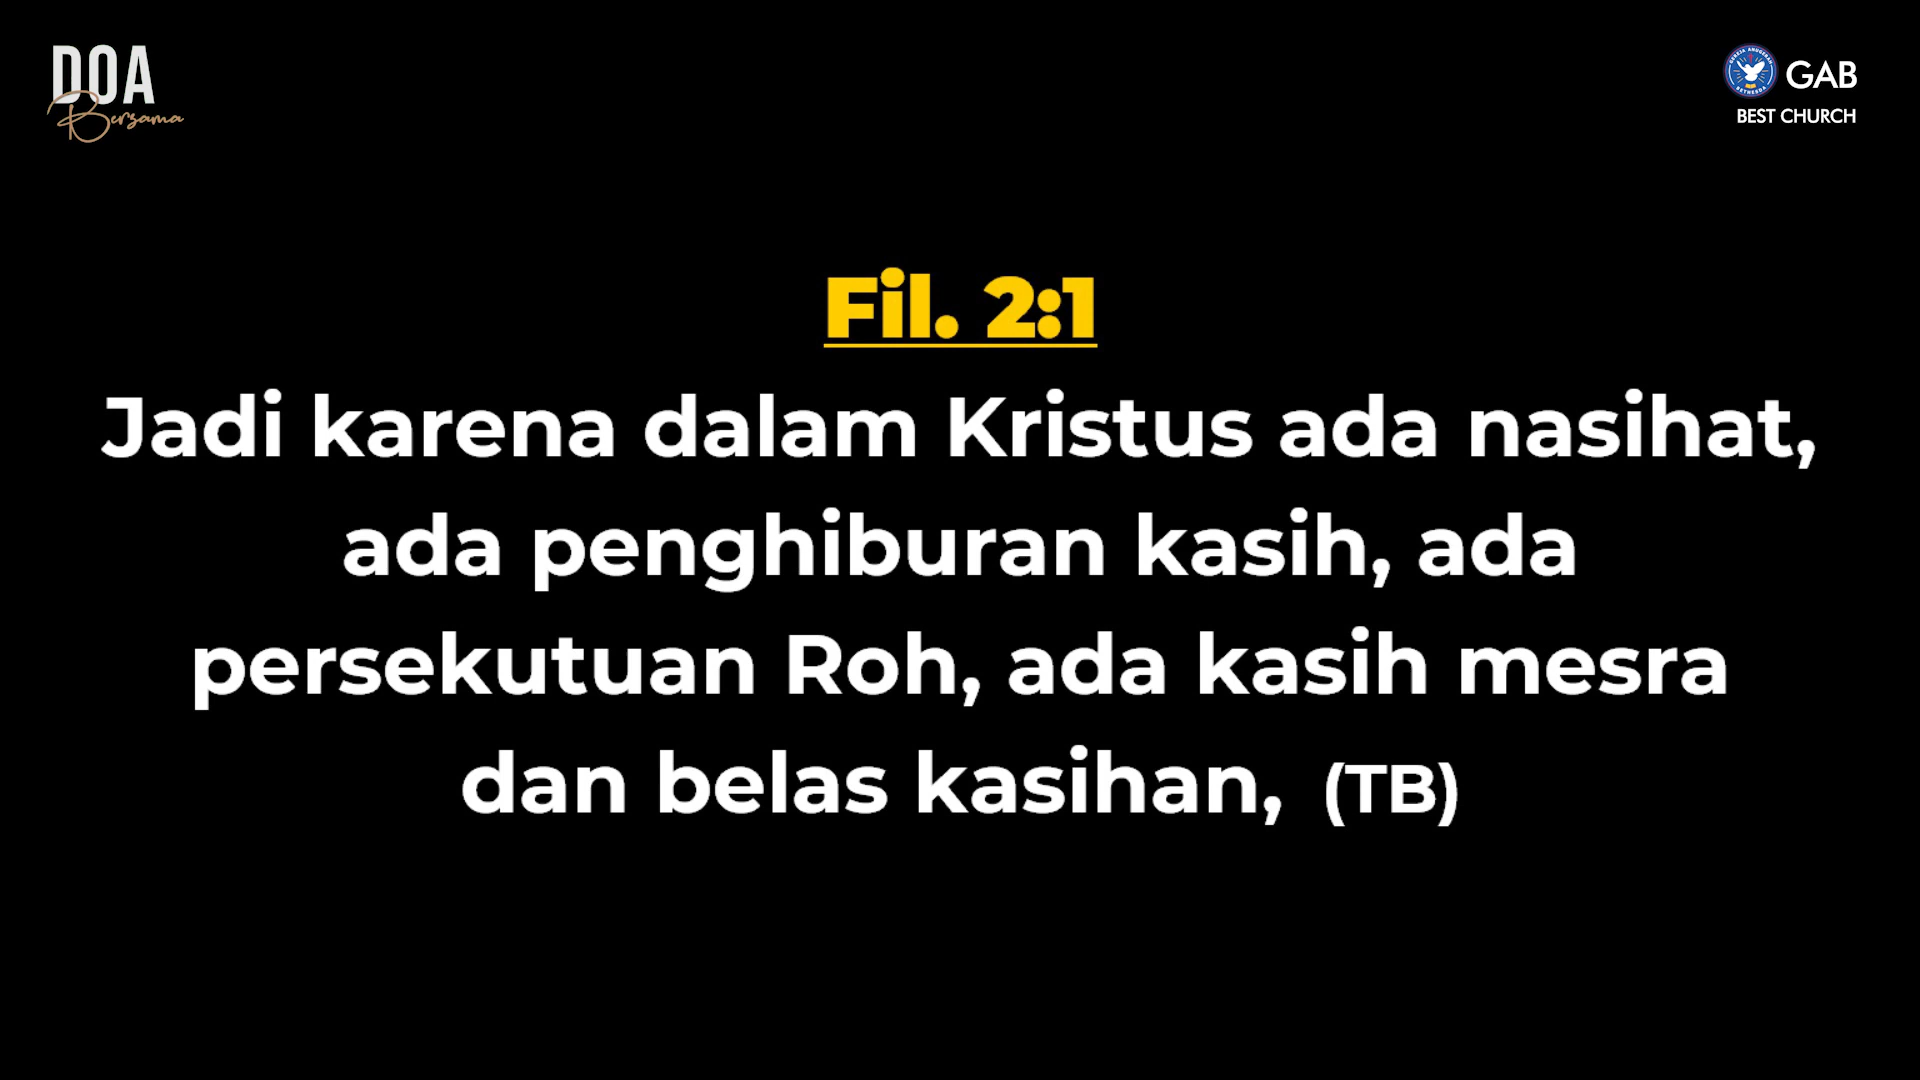 DOA
Bersama
GAB
BEST CHURCH
Fil. 2:1
Jadi karena dalam Kristus ada nasihat,
ada penghiburan kasih, ada
persekutuan Roh, ada kasih mesra
dan belas kasihan, (TB)